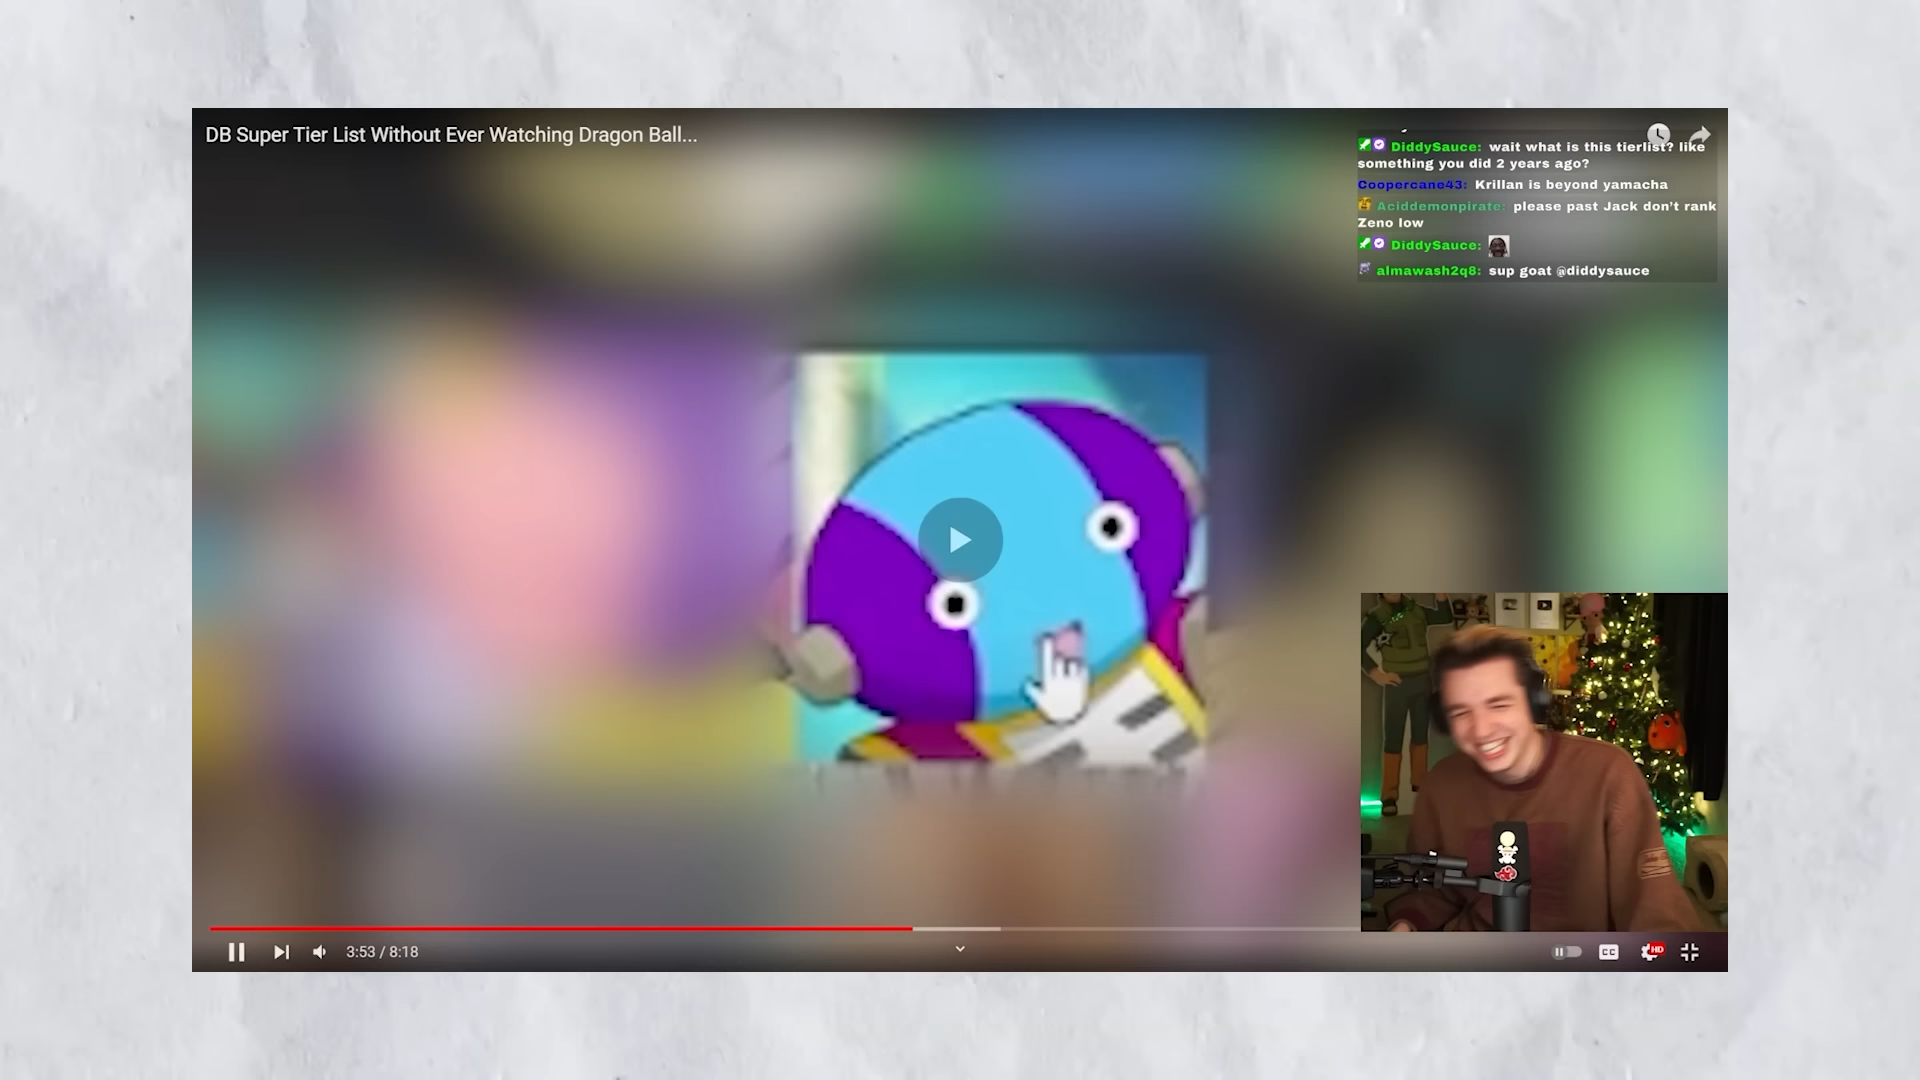 DB Super Tier List Without Ever Watching Dragon Ball...
DiddySauce: wait what is this tierlist? like
something you did 2 years ago?
Coopercane43: Krillan is beyond yamacha
Aciddemonpirate: please past Jack don't rank
Zeno low
DiddySauce:
almawash2q8: sup goat @diddysauce
3:53 / 8:18
CC
HD